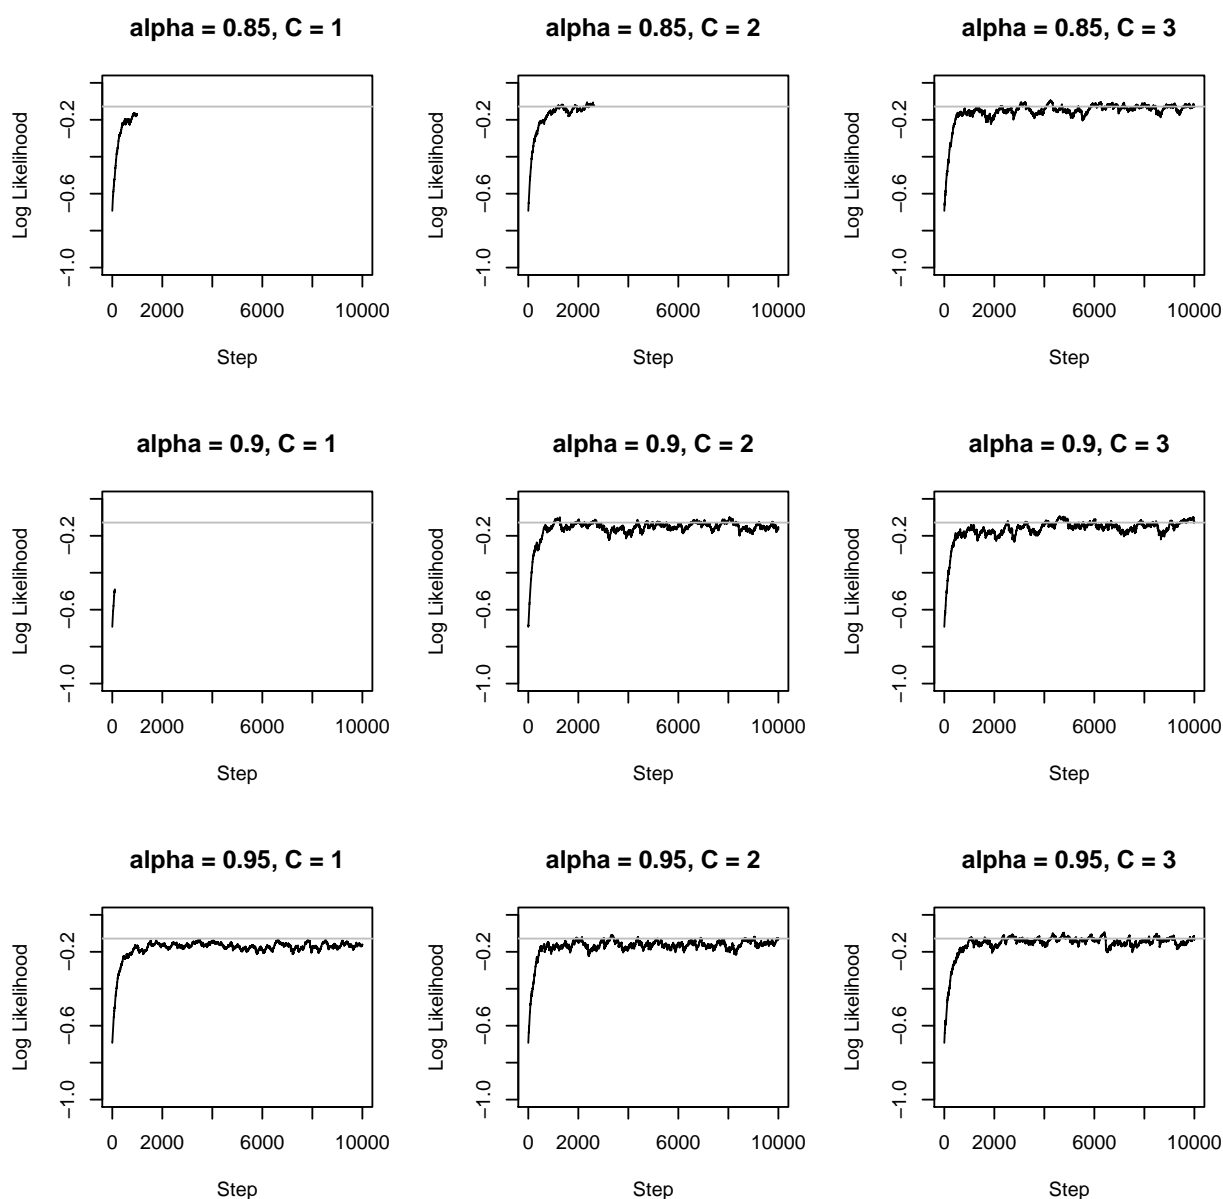 alpha = 0.85, C = 1
Log Likelihood
−0.2
−0.6
−1.0
0 2000 6000 10000
Step
alpha = 0.85, C = 2
Log Likelihood
−0.2
−0.6
−1.0
0 2000 6000 10000
Step
alpha = 0.85, C = 3
Log Likelihood
−0.2
−0.6
−1.0
0 2000 6000 10000
Step
alpha = 0.9, C = 1
Log Likelihood
−0.2
−0.6
−1.0
0 2000 6000 10000
Step
alpha = 0.9, C = 2
Log Likelihood
−0.2
−0.6
−1.0
0 2000 6000 10000
Step
alpha = 0.9, C = 3
Log Likelihood
−0.2
−0.6
−1.0
0 2000 6000 10000
Step
alpha = 0.95, C = 1
Log Likelihood
−0.2
−0.6
−1.0
0 2000 6000 10000
Step
alpha = 0.95, C = 2
Log Likelihood
−0.2
−0.6
−1.0
0 2000 6000 10000
Step
alpha = 0.95, C = 3
Log Likelihood
−0.2
−0.6
−1.0
0 2000 6000 10000
Step